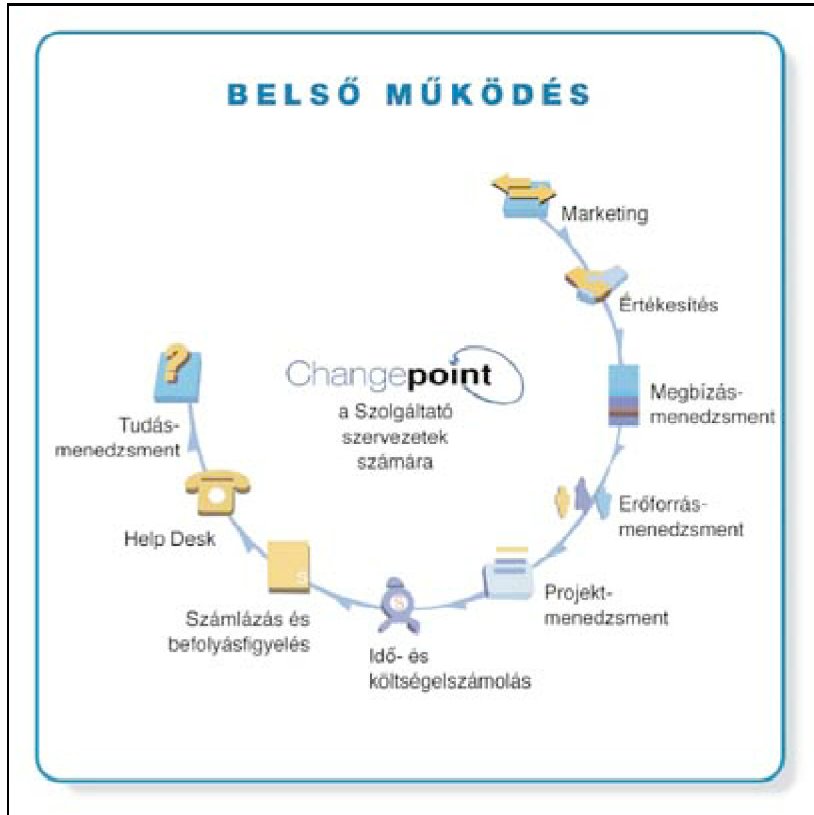 BELSŐ MŰKÖDÉS
Marketing
Értékesítés
Megbízás-
menedzsment
Erőforrás-
menedzsment
Projekt-
menedzsment
Idő- és
költségelszámolás
Számlázás és
befolyásfigyelés
Help Desk
Tudás-
menedzsment
Changepoint
a Szolgáltató
szervezetek
számára